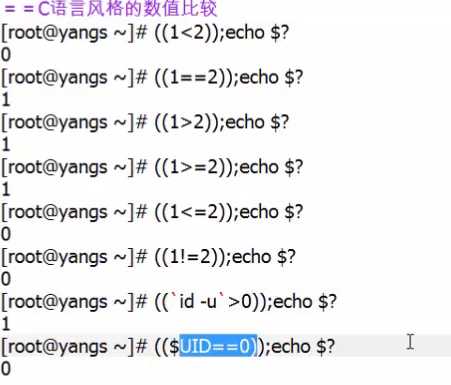 ==C语言风格的数值比较
[root@yangs ~]# ((1<2));echo $?
0
[root@yangs ~]# ((1==2));echo $?
1
[root@yangs ~]# ((1>2));echo $?
1
[root@yangs ~]# ((1>=2));echo $?
1
[root@yangs ~]# ((1<=2));echo $?
0
[root@yangs ~]# ((1!=2));echo $?
0
[root@yangs ~]# ((`id -u`>0));echo $?
1
[root@yangs ~]# (($UID==0));echo $?
0